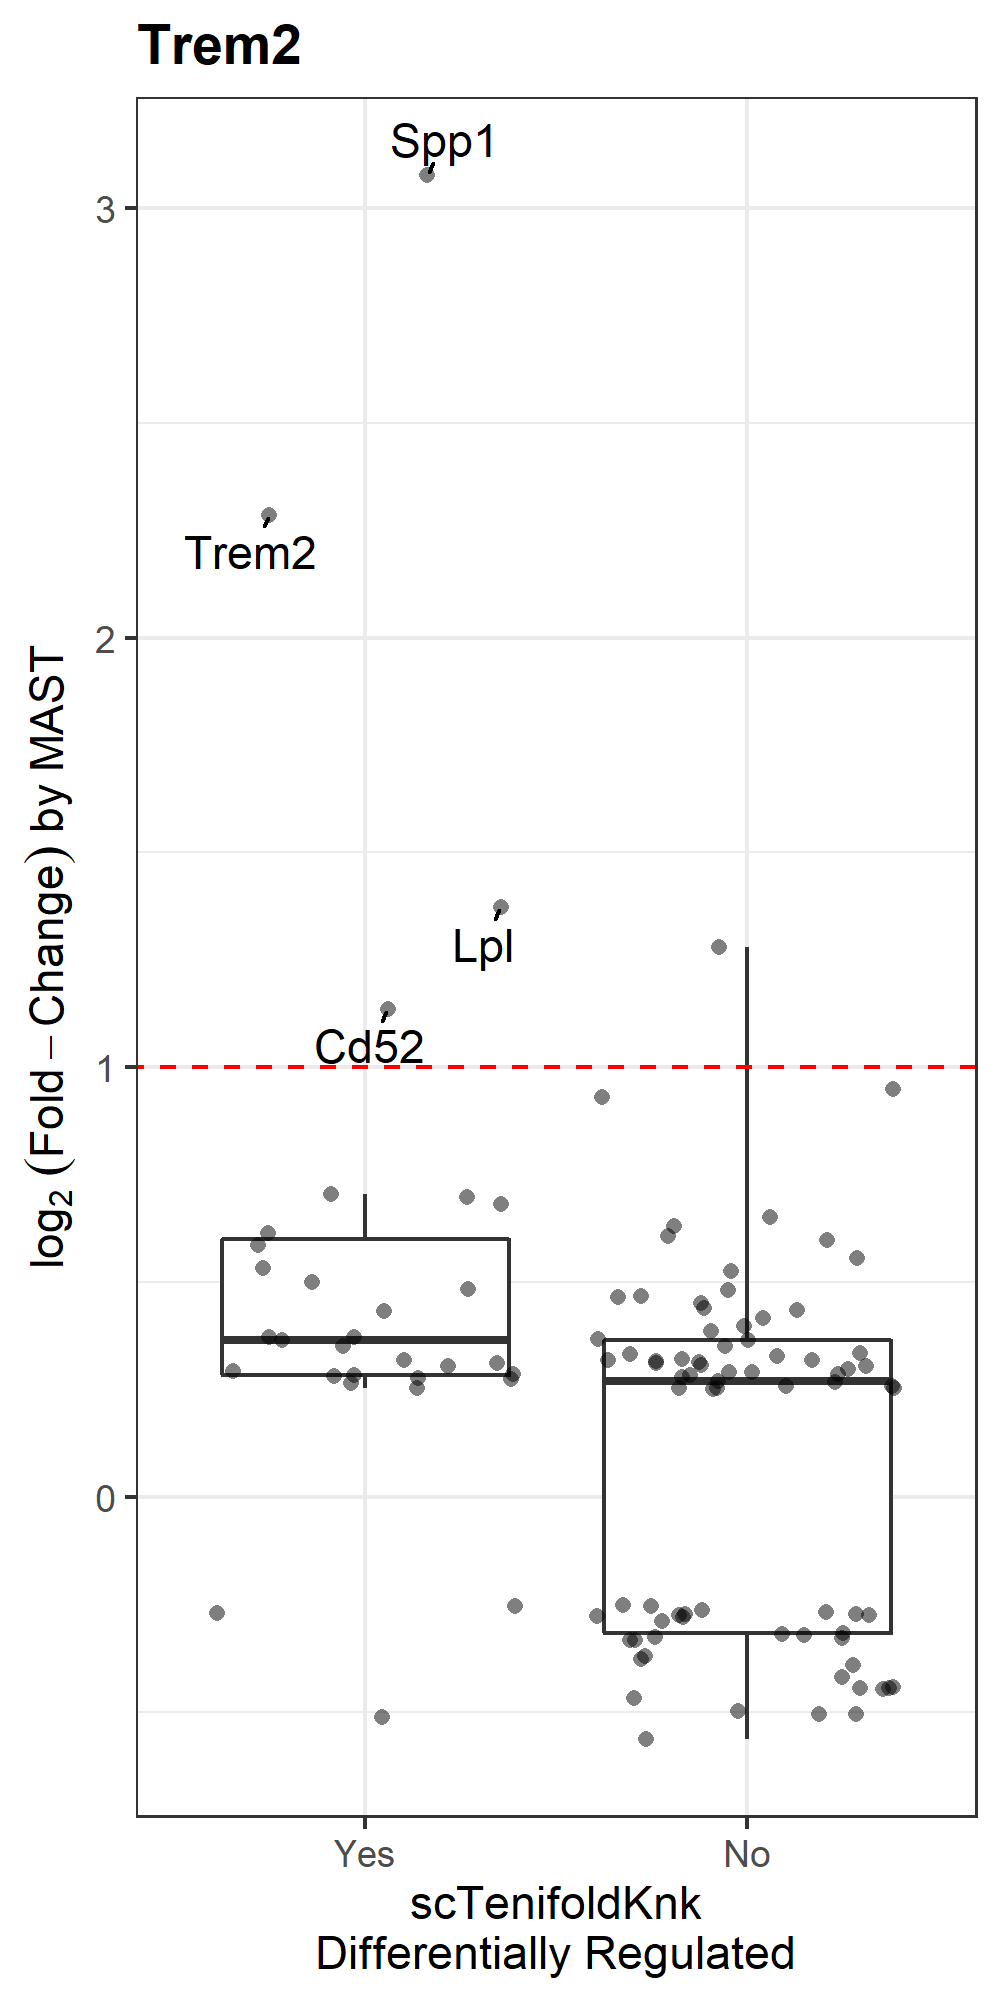 Trem2
Spp1
3
Trem2
2
Lpl
Cd52
1
0
log₂ (Fold − Change) by MAST
Yes No
scTenifoldKnk
Differentially Regulated